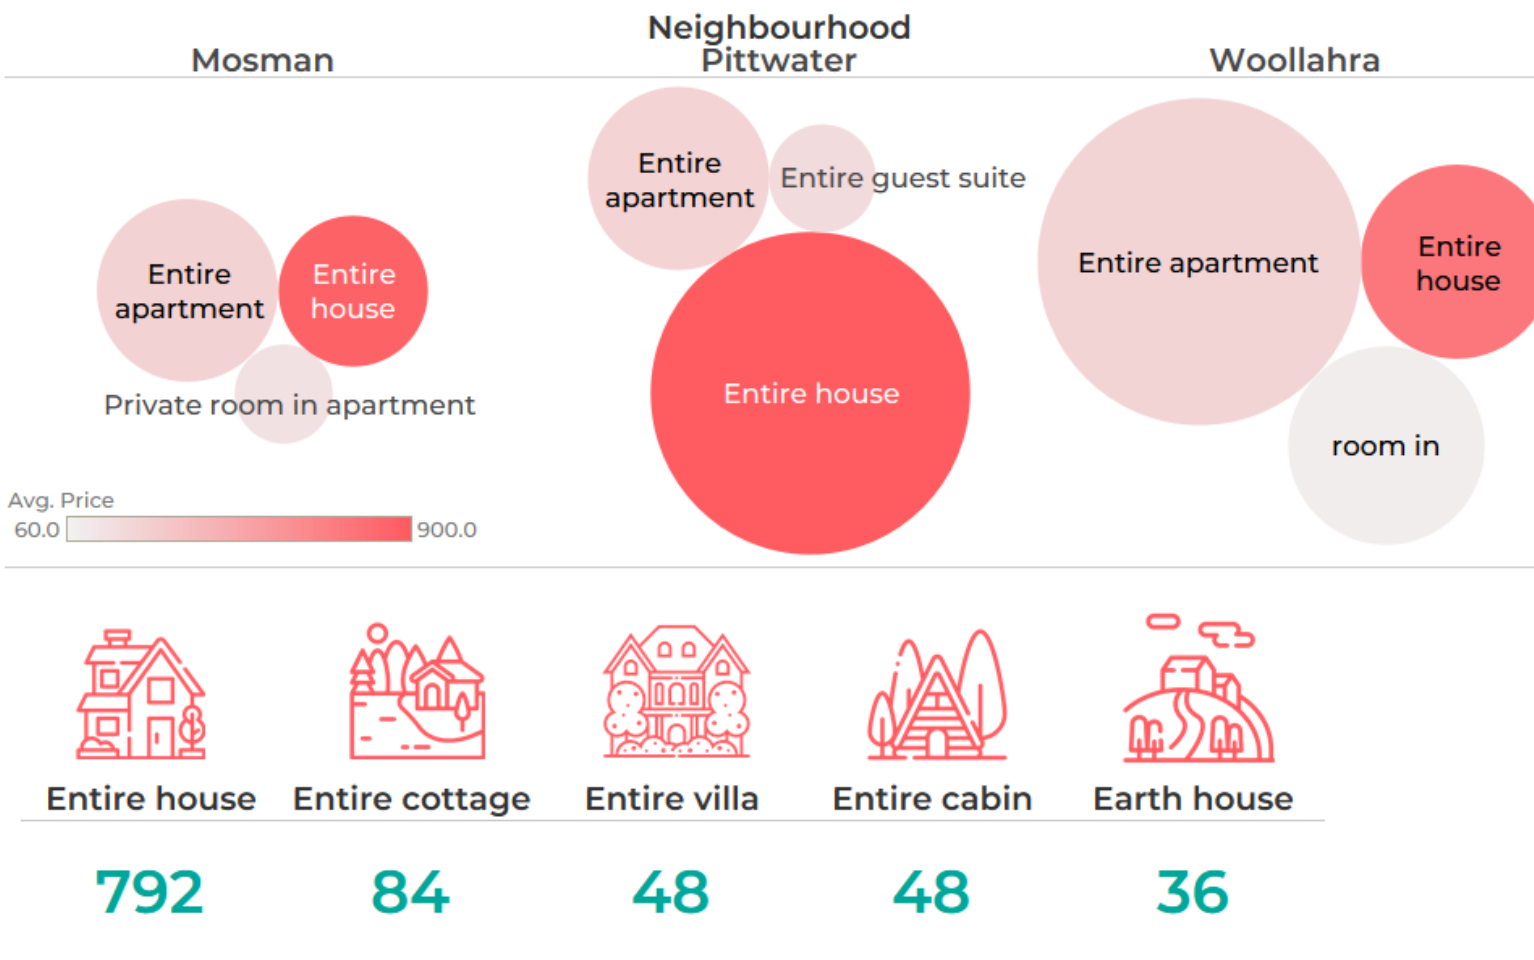 Neighbourhood
Mosman
Pittwater
Woollahra
Entire
apartment
Entire
house
Private room in apartment
Entire
apartment
Entire guest suite
Entire house
Entire apartment
Entire
house
room in
Avg. Price
60.0
900.0
Entire house
Entire cottage
Entire villa
Entire cabin
Earth house
792
84
48
48
36